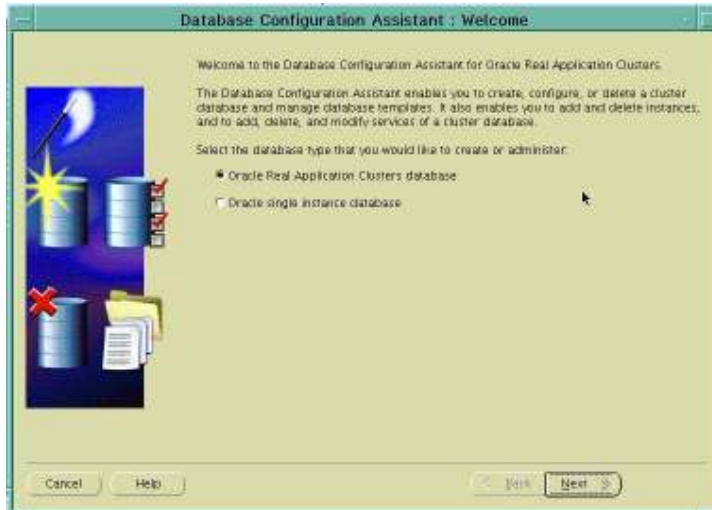 Database Configuration Assistant : Welcome
Welcome to the Database Configuration Assistant for Oracle Real Application Clusters.
The Database Configuration Assistant enables you to create, configure, or delete a cluster
database and manage database templates. It also enables you to add and delete instances,
and to add, delete, and modify services of a cluster database.
Select the database type that you would like to create or administer:
Oracle Real Application Clusters database
Oracle single instance database
Cancel
Help
Back
Next